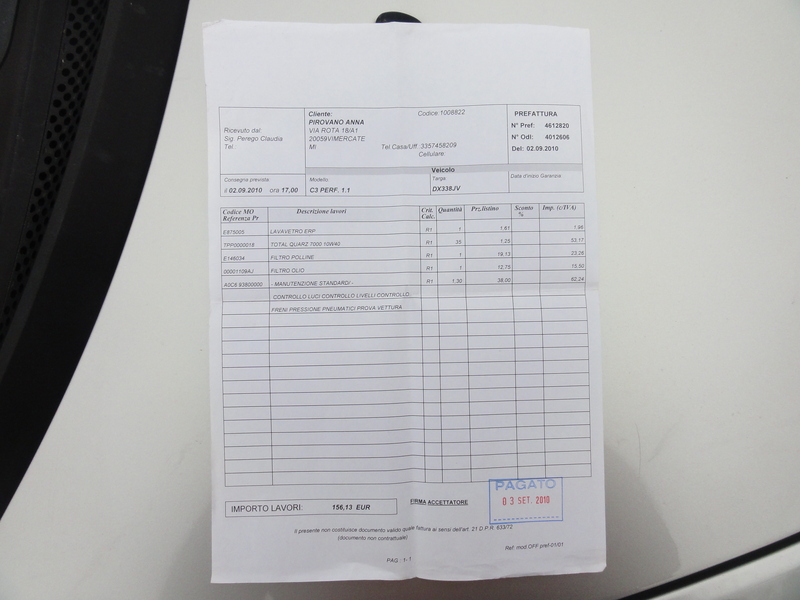 Cliente:
PIROVANO ANNA
VIA ROTA 18/A1
20059VIMERCATE
MI
Codice:1008822
Tel.Casa/Uff. 3357458209
Cellulare
Ricevuto dal:
Sig. Perego Claudia
Tel.
PREFATTURA
N° Pref: 4612820
N° Odl: 4012606
Del: 02.09.2010
Veicolo
Consegna prevista:
il 02.09.2010 ora 17,00
Modello:
C3 PERF. 1.1
Targa:
DX338JV
Data d'inizio Garanzia:
Codice MO Referenza Pr Descrizione lavori Crit. Calc. Quantità Prz.listino Sconto % Imp. (c/IVA)
E875005 LAVAVETRO ERP R1 1 1,61 1,96
TPP0000018 TOTAL QUARZ 7000 10W40 R1 35 1,25 53,17
E146034 FILTRO POLLINE R1 1 19,13 23,26
00001109AJ FILTRO OLIO R1 1 12,75 15,50
A0C6 93800000 - MANUTENZIONE STANDARD/ - R1 1,30 38,00 62,24
CONTROLLO LUCI CONTROLLO LIVELLI CONTROLLO
FRENI PRESSIONE PNEUMATICI PROVA VETTURA
IMPORTO LAVORI: 156,13 EUR
FIRMA ACCETTATORE
PAGATO
03 SET. 2010
Il presente non costituisce documento valido quale fattura ai sensi dell'art. 21 D.P.R. 633/72
(documento non contrattuale)
Ref: mod.OFF pref-01/01
PAG : 1- 1